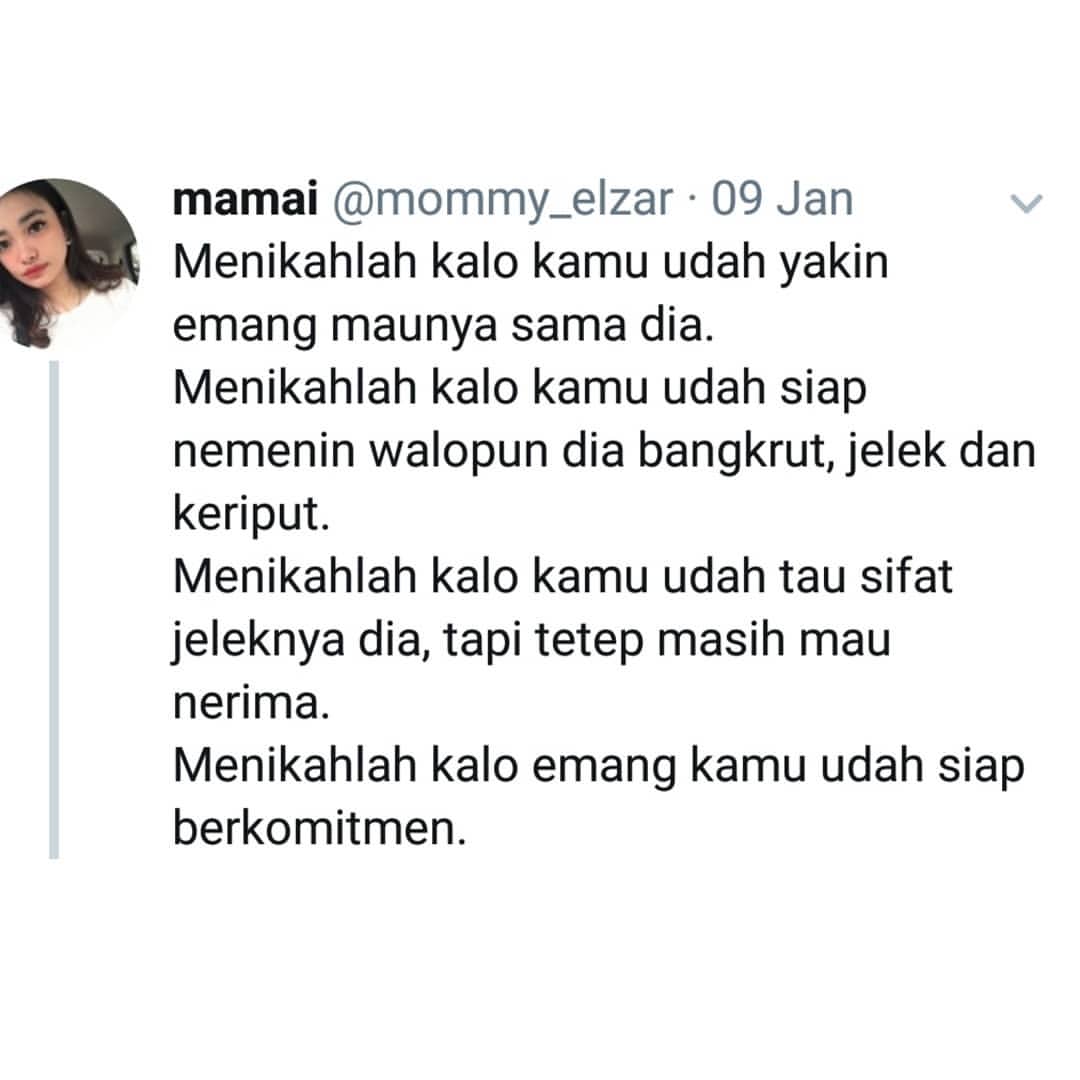 mamai @mommy_elzar · 09 Jan
Menikahlah kalo kamu udah yakin
emang maunya sama dia.
Menikahlah kalo kamu udah siap
nemenin walopun dia bangkrut, jelek dan
keriput.
Menikahlah kalo kamu udah tau sifat
jeleknya dia, tapi tetep masih mau
nerima.
Menikahlah kalo emang kamu udah siap
berkomitmen.